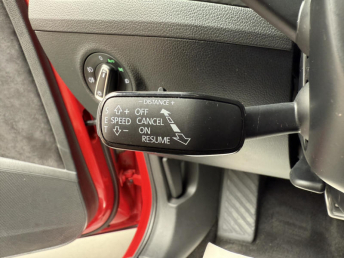 - DISTANCE +
+ OFF
E SPEED CANCEL
- ON
RESUME